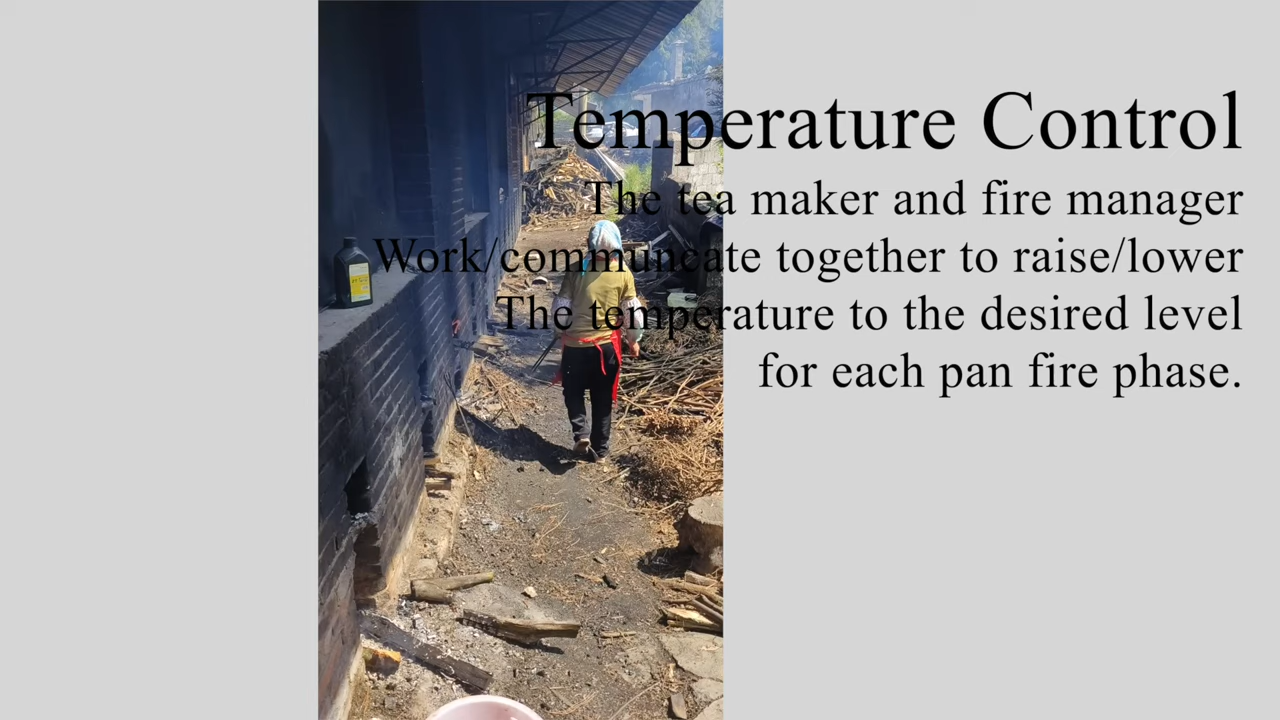 Temperature Control
The tea maker and fire manager
Work/communcate together to raise/lower
The temperature to the desired level
for each pan fire phase.